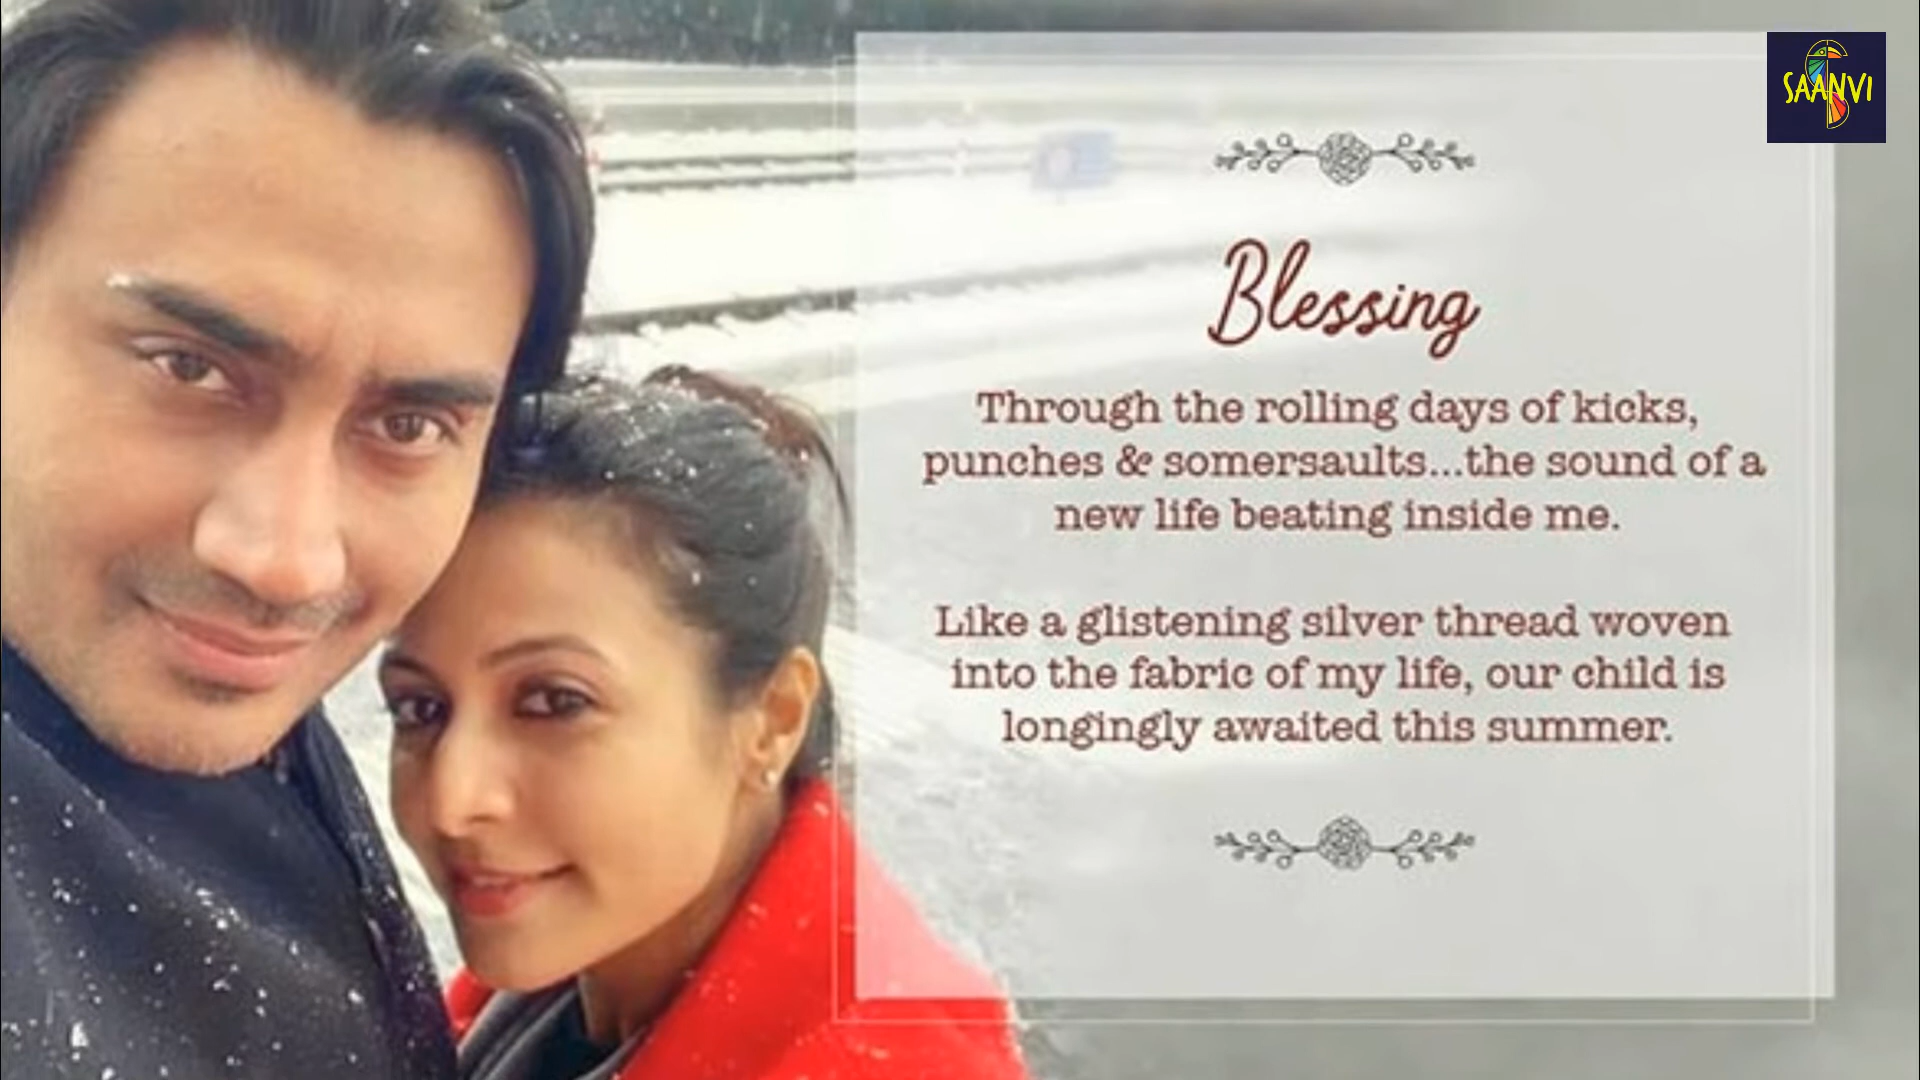 SAANVI
Blessing
Through the rolling days of kicks,
punches & somersaults...the sound of a
new life beating inside me.
Like a glistening silver thread woven
into the fabric of my life, our child is
longingly awaited this summer.